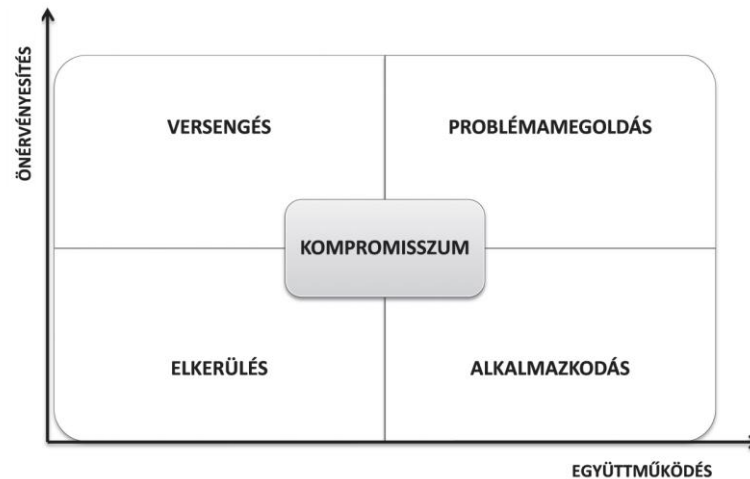 ÖNÉRVÉNYESÍTÉS
VERSENGÉS
PROBLÉMAMEGOLDÁS
KOMPROMISSZUM
ELKERÜLÉS
ALKALMAZKODÁS
EGYÜTTMŰKÖDÉS